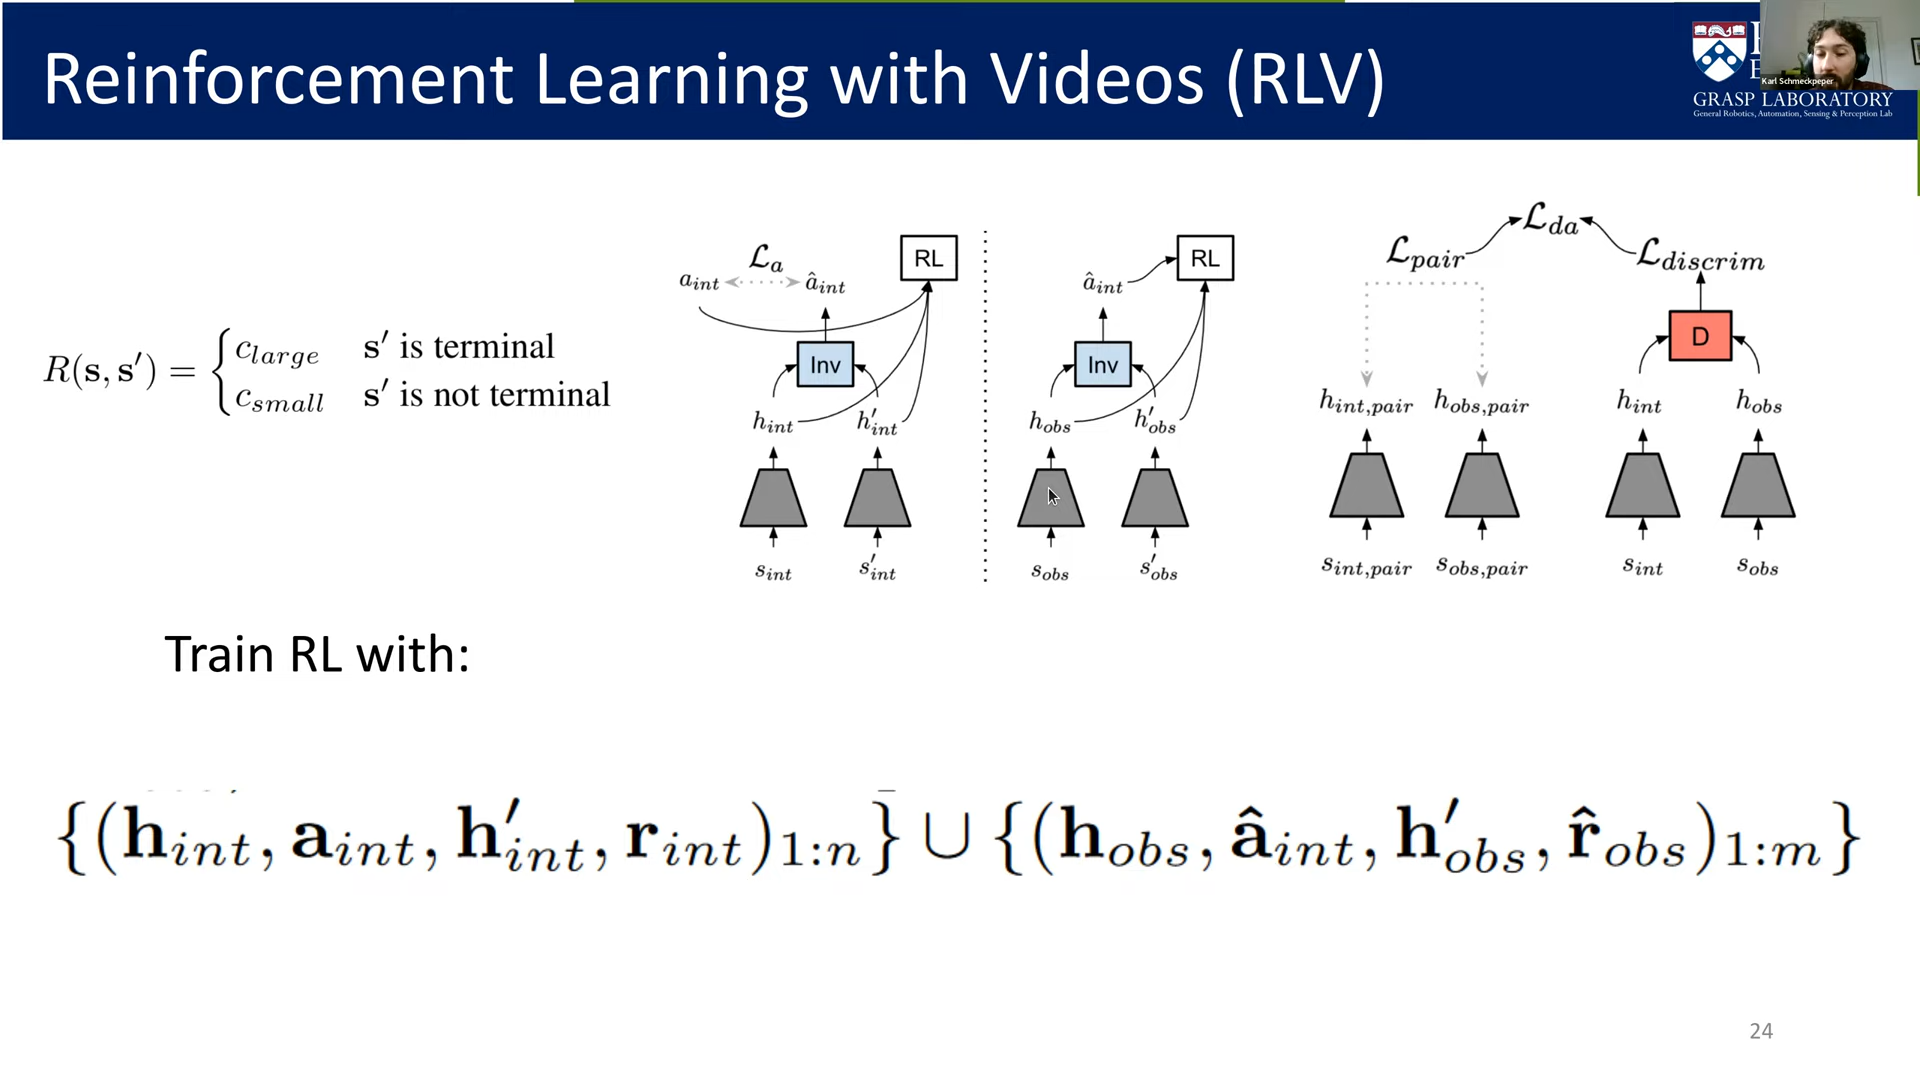 Reinforcement Learning with Videos (RLV)
Karl Schmeckpeper
GRASP LABORATORY
General Robotics, Automation, Sensing & Perception Lab
R(s, s′) = { c_large s′ is terminal
c_small s′ is not terminal
ℒ_a
a_int â_int
RL
Inv
h_int h′_int
s_int s′_int
â_int
RL
Inv
h_obs h′_obs
s_obs s′_obs
ℒ_da
ℒ_pair ℒ_discrim
D
h_int,pair h_obs,pair h_int h_obs
s_int,pair s_obs,pair s_int s_obs
Train RL with:
{(h_int, a_int, h′_int, r_int)_1:n} ∪ {(h_obs, â_int, h′_obs, r̂_obs)_1:m}
24